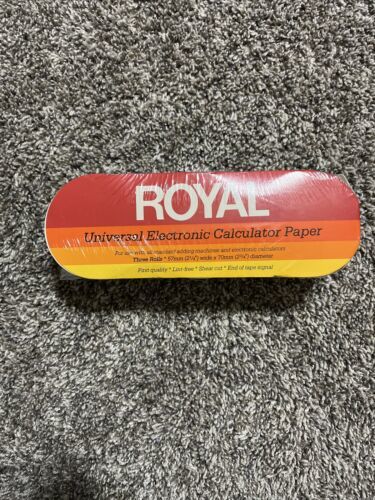 ROYAL
Universal Electronic Calculator Paper
For use with all standard adding machines and electronic calculators
Three Rolls * 57mm (2¼") wide x 70mm (2¾") diameter
First quality * Lint-free * Shear cut * End of tape signal